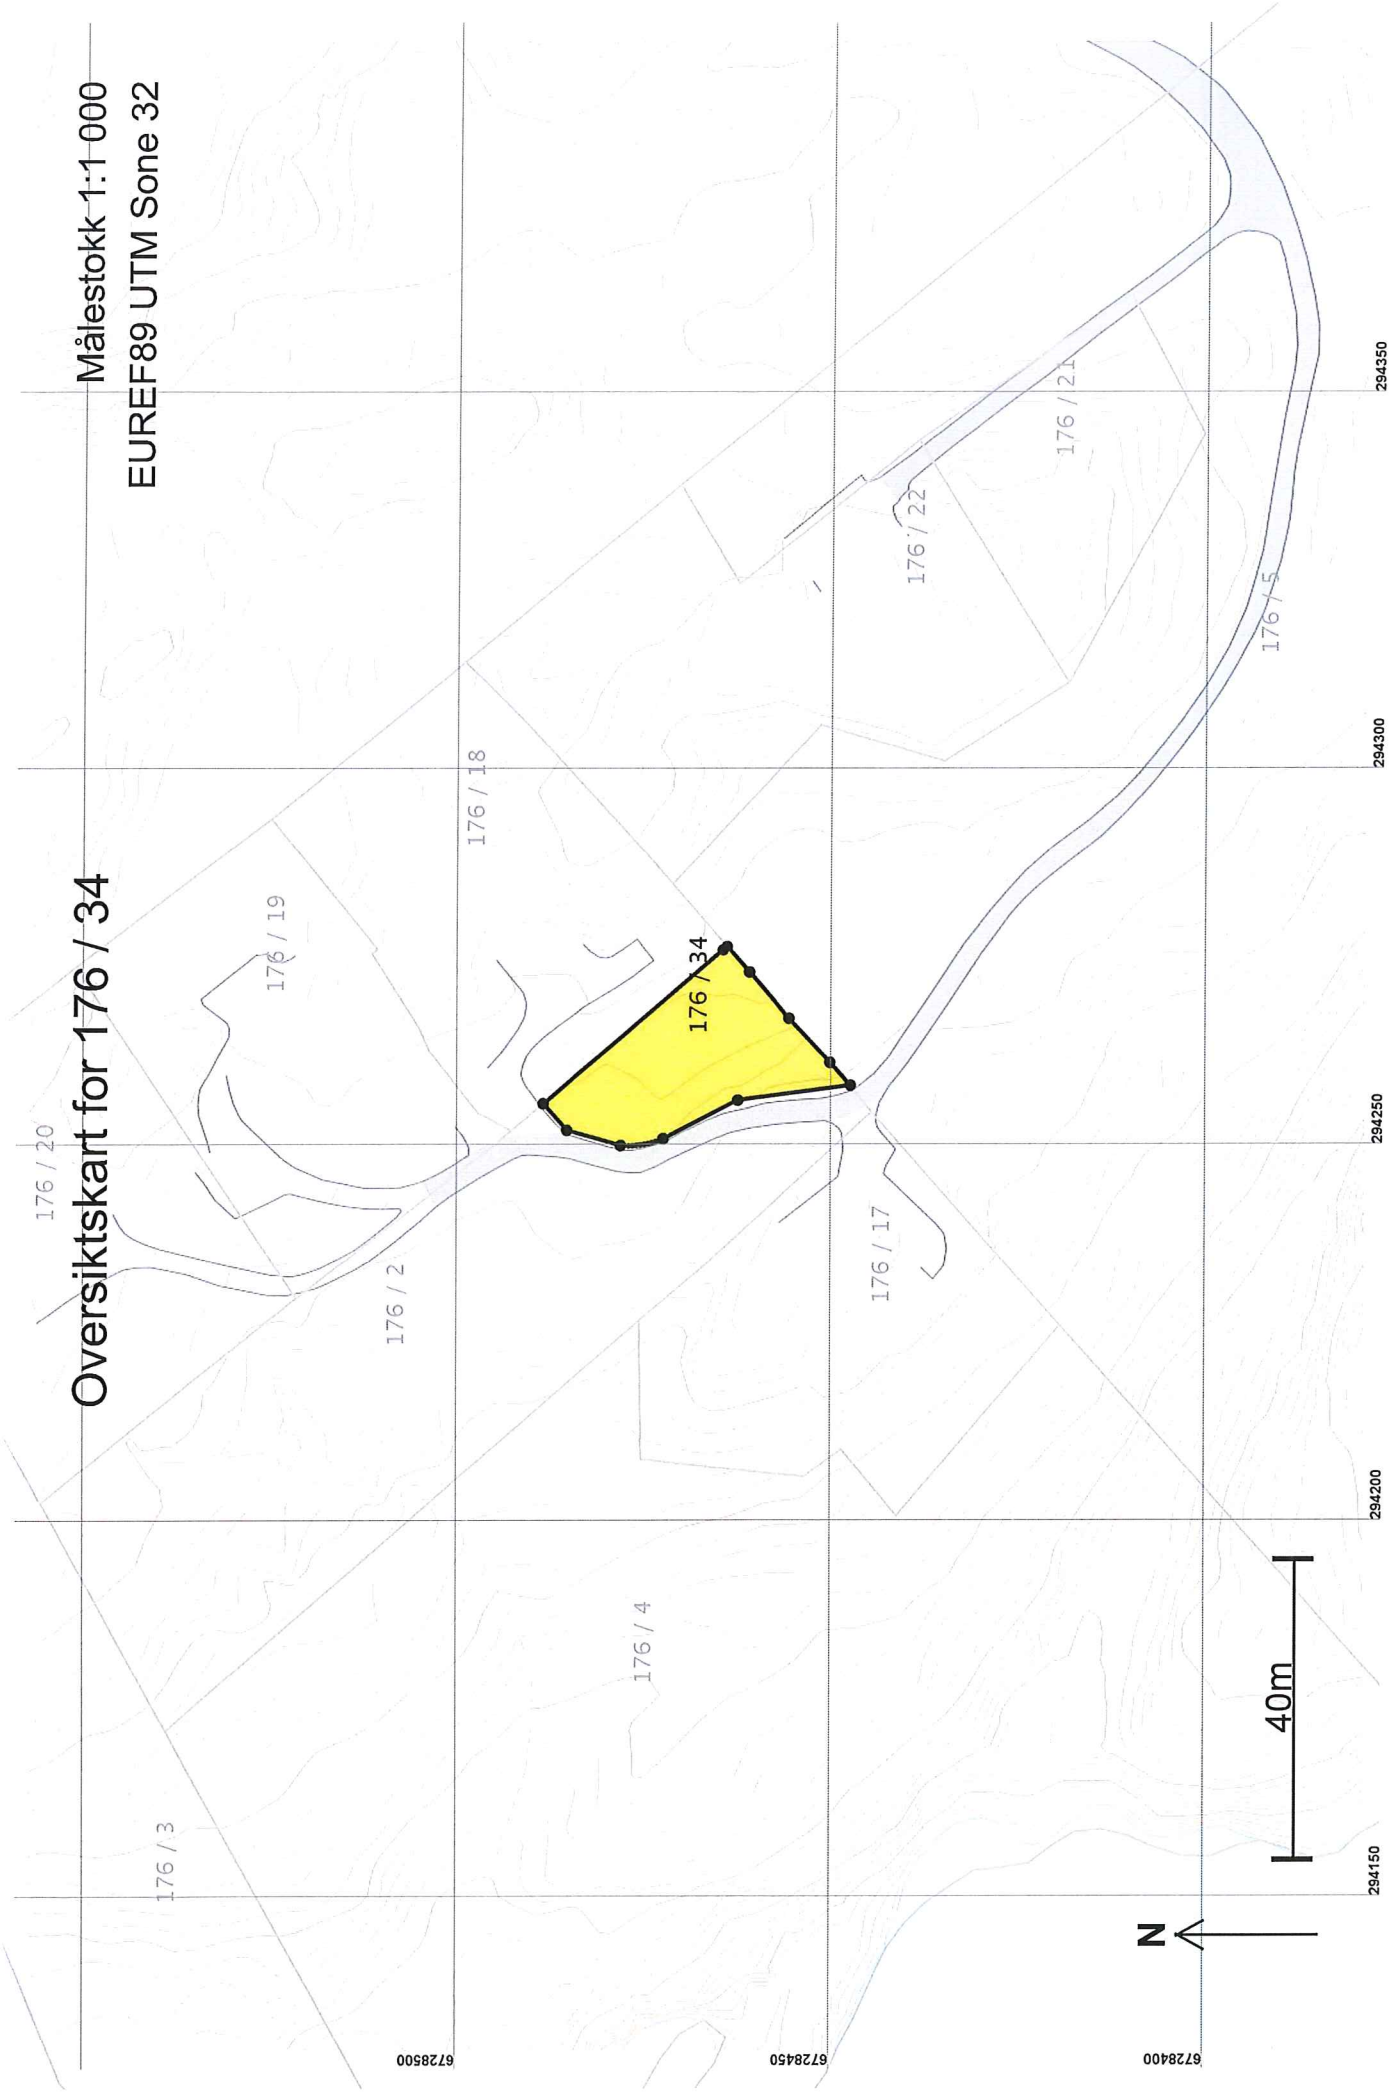 Oversiktskart for 176 / 34
Målestokk 1:1 000
EUREF89 UTM Sone 32
176 / 20
176 / 3
176 / 19
176 / 2
176 / 18
176 / 4
176 / 34
176 / 17
176 / 22
176 / 21
176 / 5
6728500
6728450
6728400
N
40m
294150
294200
294250
294300
294350